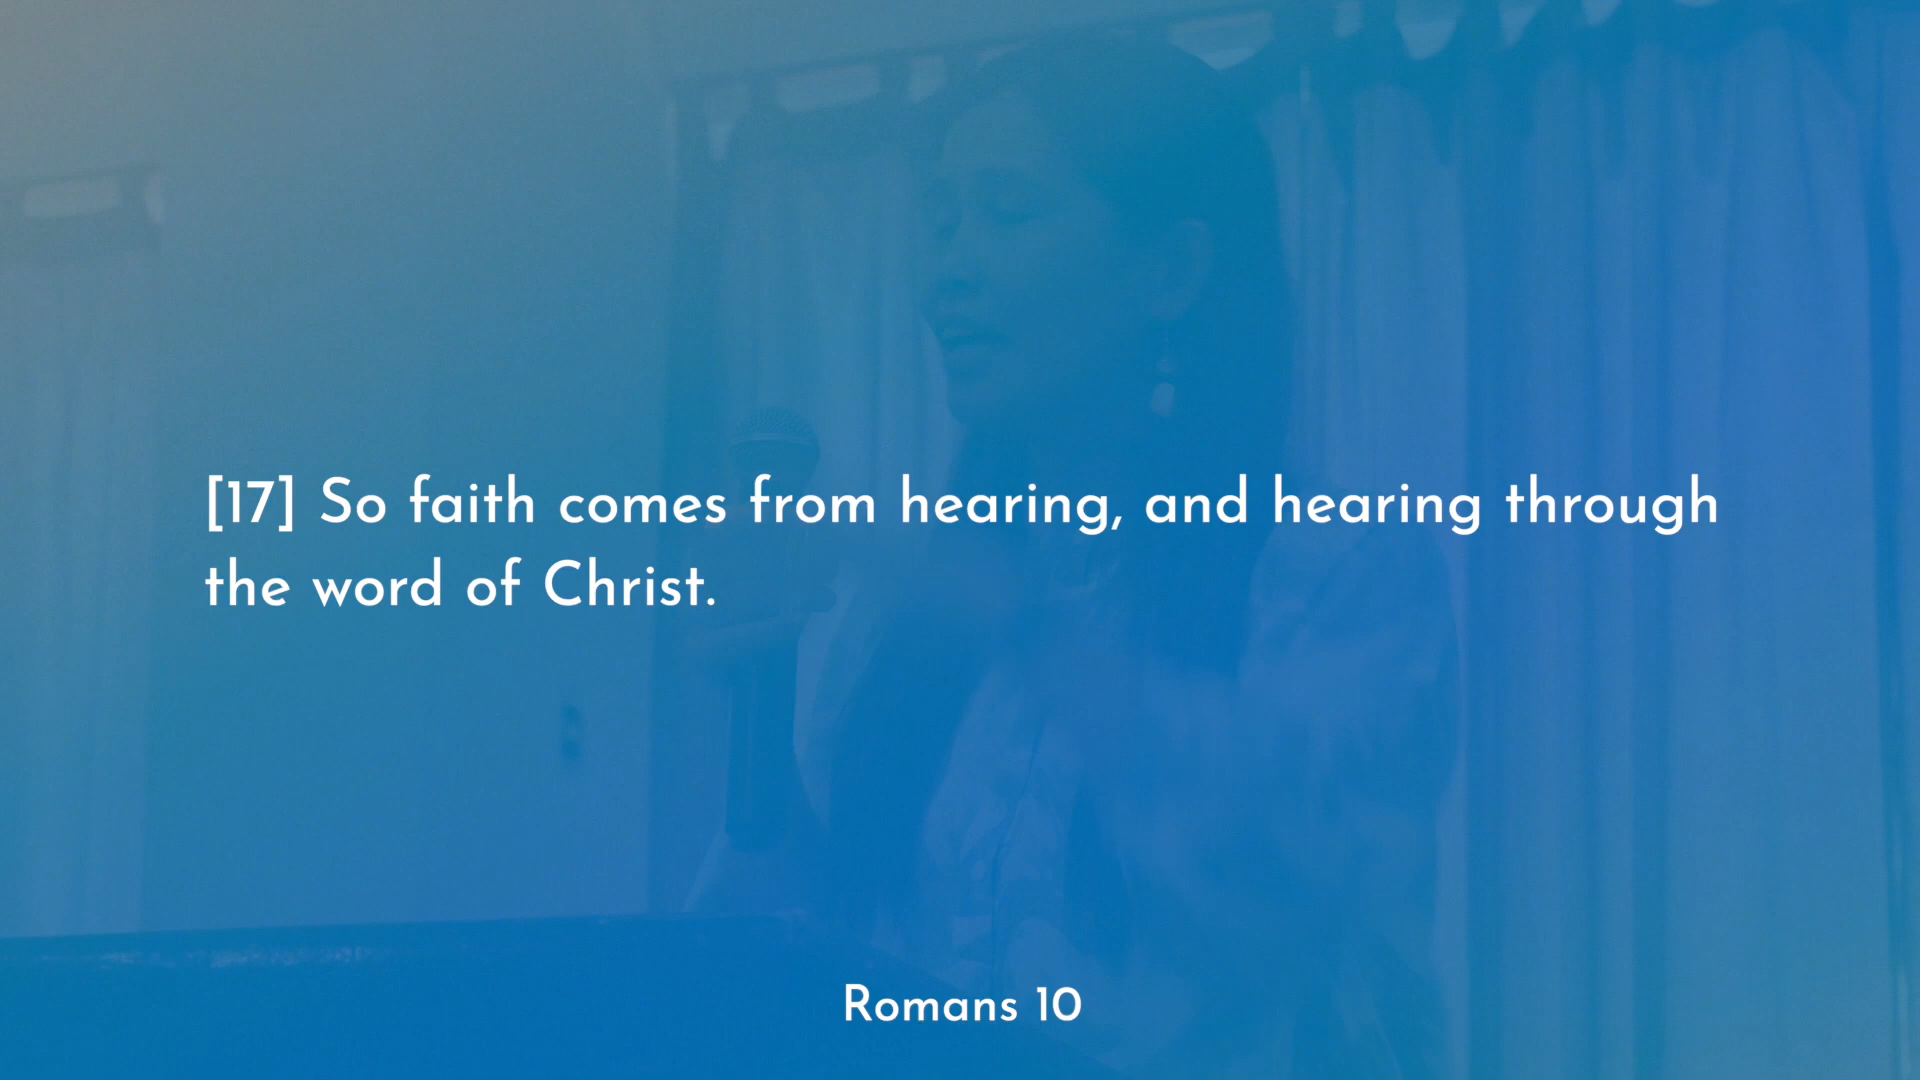 [17] So faith comes from hearing, and hearing through
the word of Christ.
Romans 10